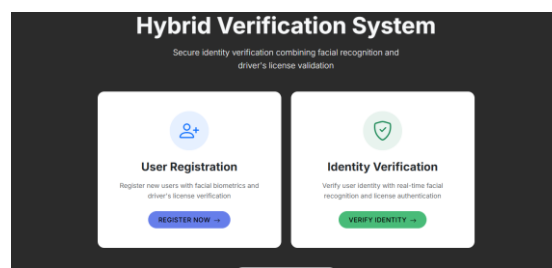 Hybrid Verification System
Secure identity verification combining facial recognition and
driver's license validation
User Registration
Register new users with facial biometrics and
driver's license verification
REGISTER NOW →
Identity Verification
Verify user identity with real-time facial
recognition and license authentication
VERIFY IDENTITY →